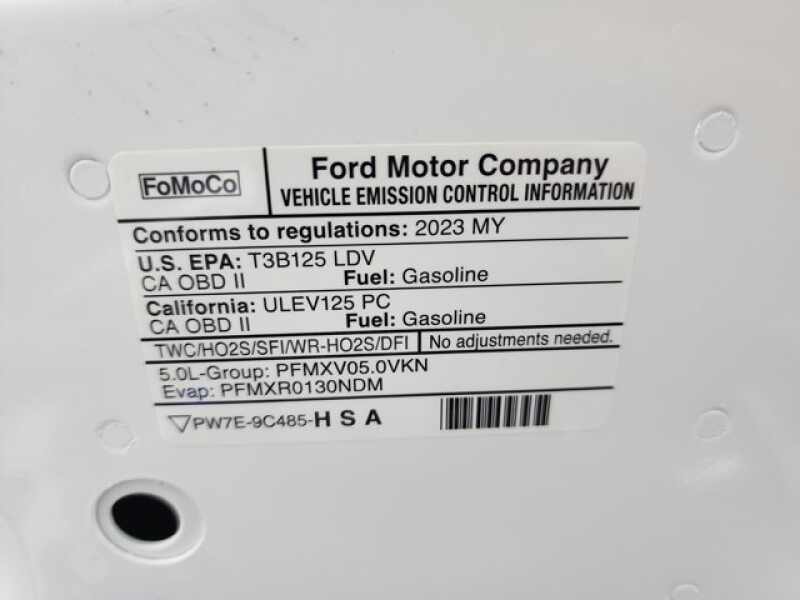 FoMoCo
Ford Motor Company
VEHICLE EMISSION CONTROL INFORMATION
Conforms to regulations: 2023 MY
U.S. EPA: T3B125 LDV
CA OBD II Fuel: Gasoline
California: ULEV125 PC
CA OBD II Fuel: Gasoline
TWC/HO2S/SFI/WR-HO2S/DFI No adjustments needed.
5.0L-Group: PFMXV05.0VKN
Evap: PFMXR0130NDM
PW7E-9C485-H S A